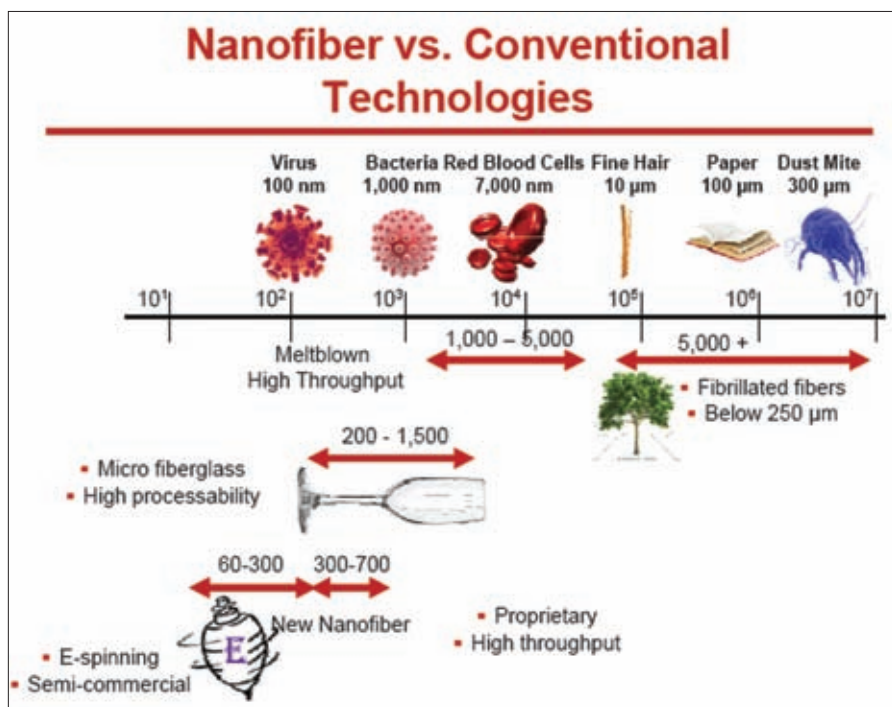 Nanofiber vs. Conventional
Technologies
Virus
100 nm
Bacteria
1,000 nm
Red Blood Cells
7,000 nm
Fine Hair
10 µm
Paper
100 µm
Dust Mite
300 µm
10¹
10²
10³
10⁴
10⁵
10⁶
10⁷
Meltblown
High Throughput
1,000 – 5,000
5,000 +
▪ Fibrillated fibers
▪ Below 250 µm
▪ Micro fiberglass
▪ High processability
200 - 1,500
60-300
300-700
E
New Nanofiber
▪ Proprietary
▪ High throughput
▪ E-spinning
▪ Semi-commercial